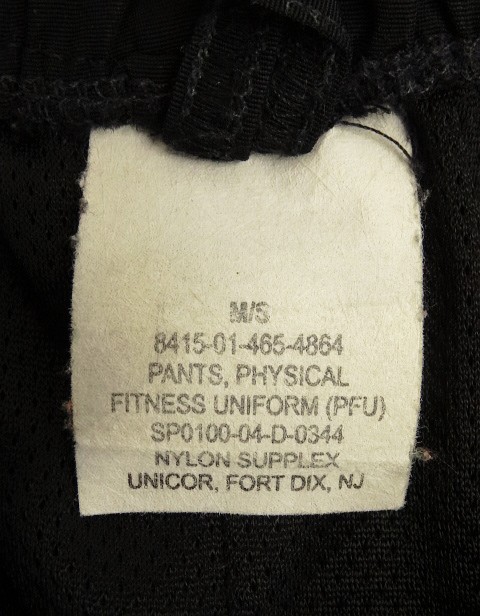 M/S
8415-01-465-4864
PANTS, PHYSICAL
FITNESS UNIFORM (PFU)
SP0100-04-D-0344
NYLON SUPPLEX
UNICOR, FORT DIX, NJ